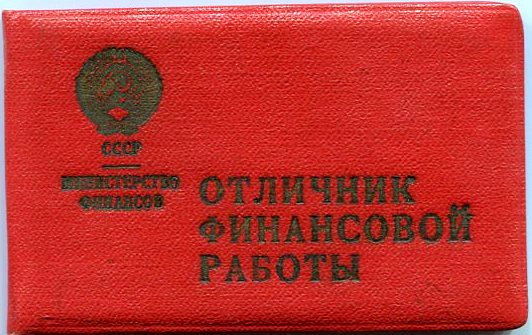 СССР
МИНИСТЕРСТВО
ФИНАНСОВ
ОТЛИЧНИК
ФИНАНСОВОЙ
РАБОТЫ